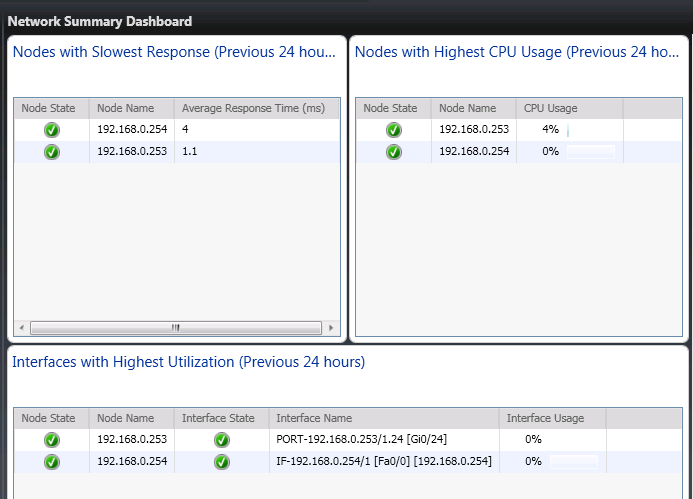 Network Summary Dashboard
Nodes with Slowest Response (Previous 24 hou...
Node State Node Name Average Response Time (ms)
192.168.0.254 4
192.168.0.253 1.1
Nodes with Highest CPU Usage (Previous 24 ho...
Node State Node Name CPU Usage
192.168.0.253 4%
192.168.0.254 0%
Interfaces with Highest Utilization (Previous 24 hours)
Node State Node Name Interface State Interface Name Interface Usage
192.168.0.253 PORT-192.168.0.253/1.24 [Gi0/24] 0%
192.168.0.254 IF-192.168.0.254/1 [Fa0/0] [192.168.0.254] 0%